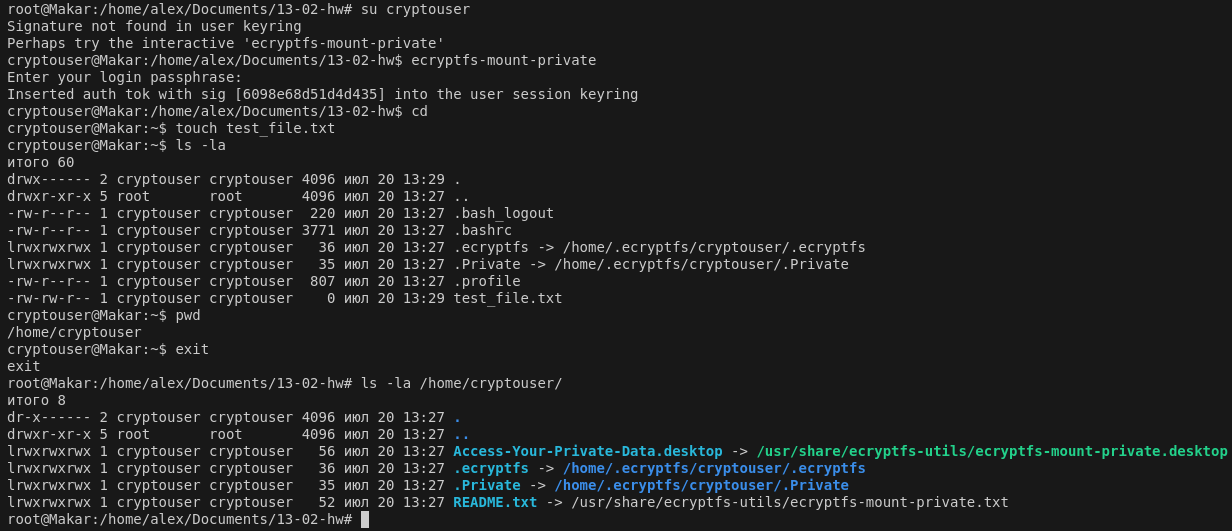 root@Makar:/home/alex/Documents/13-02-hw# su cryptouser
Signature not found in user keyring
Perhaps try the interactive 'ecryptfs-mount-private'
cryptouser@Makar:/home/alex/Documents/13-02-hw$ ecryptfs-mount-private
Enter your login passphrase:
Inserted auth tok with sig [6098e68d51d4d435] into the user session keyring
cryptouser@Makar:/home/alex/Documents/13-02-hw$ cd
cryptouser@Makar:~$ touch test_file.txt
cryptouser@Makar:~$ ls -la
итого 60
drwx------ 2 cryptouser cryptouser 4096 июл 20 13:29 .
drwxr-xr-x 5 root       root       4096 июл 20 13:27 ..
-rw-r--r-- 1 cryptouser cryptouser  220 июл 20 13:27 .bash_logout
-rw-r--r-- 1 cryptouser cryptouser 3771 июл 20 13:27 .bashrc
lrwxrwxrwx 1 cryptouser cryptouser   36 июл 20 13:27 .ecryptfs -> /home/.ecryptfs/cryptouser/.ecryptfs
lrwxrwxrwx 1 cryptouser cryptouser   35 июл 20 13:27 .Private -> /home/.ecryptfs/cryptouser/.Private
-rw-r--r-- 1 cryptouser cryptouser  807 июл 20 13:27 .profile
-rw-rw-r-- 1 cryptouser cryptouser    0 июл 20 13:29 test_file.txt
cryptouser@Makar:~$ pwd
/home/cryptouser
cryptouser@Makar:~$ exit
exit
root@Makar:/home/alex/Documents/13-02-hw# ls -la /home/cryptouser/
итого 8
dr-x------ 2 cryptouser cryptouser 4096 июл 20 13:27 .
drwxr-xr-x 5 root       root       4096 июл 20 13:27 ..
lrwxrwxrwx 1 cryptouser cryptouser   56 июл 20 13:27 Access-Your-Private-Data.desktop -> /usr/share/ecryptfs-utils/ecryptfs-mount-private.desktop
lrwxrwxrwx 1 cryptouser cryptouser   36 июл 20 13:27 .ecryptfs -> /home/.ecryptfs/cryptouser/.ecryptfs
lrwxrwxrwx 1 cryptouser cryptouser   35 июл 20 13:27 .Private -> /home/.ecryptfs/cryptouser/.Private
lrwxrwxrwx 1 cryptouser cryptouser   52 июл 20 13:27 README.txt -> /usr/share/ecryptfs-utils/ecryptfs-mount-private.txt
root@Makar:/home/alex/Documents/13-02-hw#